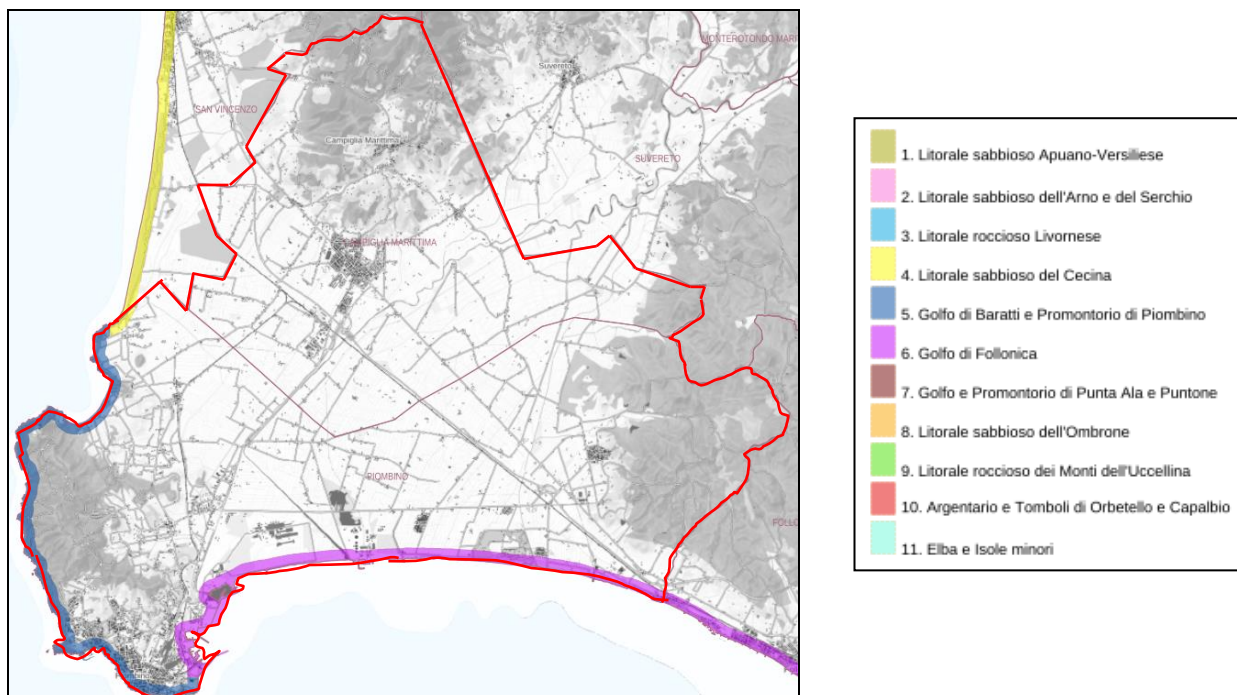 MONTEROTONDO MARI
Suvereto
SAN VINCENZO
Campiglia Marittima
SUVERETO
CAMPIGLIA MARITTIMA
PIOMBINO
FOLLO
1. Litorale sabbioso Apuano-Versiliese
2. Litorale sabbioso dell'Arno e del Serchio
3. Litorale roccioso Livornese
4. Litorale sabbioso del Cecina
5. Golfo di Baratti e Promontorio di Piombino
6. Golfo di Follonica
7. Golfo e Promontorio di Punta Ala e Puntone
8. Litorale sabbioso dell'Ombrone
9. Litorale roccioso dei Monti dell'Uccellina
10. Argentario e Tomboli di Orbetello e Capalbio
11. Elba e Isole minori